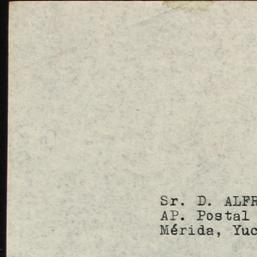 Sr. D. ALFR
AP. Postal
Mérida, Yuc